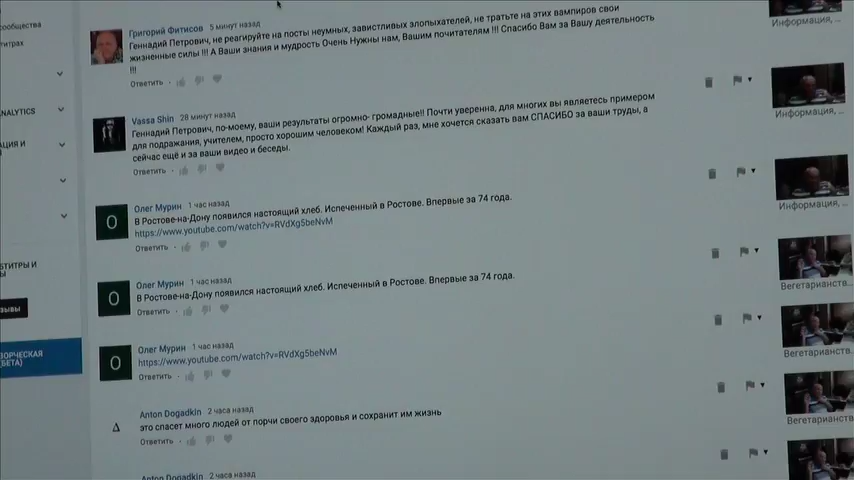 сообщества
титрах
Григорий Фитисов 5 минут назад
Геннадий Петрович, не реагируйте на посты неумных, завистливых злопыхателей, не тратьте на этих вампиров свои
жизненные силы !!! А Ваши знания и мудрость Очень Нужны нам, Вашим почитателям !!! Спасибо Вам за Вашу деятельность
!!!
Ответить
Информация, ...
NALYTICS
ЦИЯ И
Vassa Shin 28 минут назад
Геннадий Петрович, по-моему, ваши результаты огромно- громадные!! Почти уверенна, для многих вы являетесь примером
для подражания, учителем, просто хорошим человеком! Каждый раз, мне хочется сказать вам СПАСИБО за ваши труды, а
сейчас ещё и за ваши видео и беседы.
Ответить
Информация, ...
Олег Мурин 1 час назад
В Ростове-на-Дону появился настоящий хлеб. Испеченный в Ростове. Впервые за 74 года.
https://www.youtube.com/watch?v=RVdXg5beNvM
Ответить
Информация, ...
O
БТИТРЫ И
Ы
ЗЫВЫ
Олег Мурин 1 час назад
В Ростове-на-Дону появился настоящий хлеб. Испеченный в Ростове. Впервые за 74 года.
Ответить
Вегетарианств...
O
ВОРЧЕСКАЯ
(БЕТА)
Олег Мурин 1 час назад
https://www.youtube.com/watch?v=RVdXg5beNvM
Ответить
Вегетарианств...
O
Anton Dogadkin 2 часа назад
это спасет много людей от порчи своего здоровья и сохранит им жизнь
Ответить
Вегетарианств
Δ
Anton Dogadkin 2 часа назад